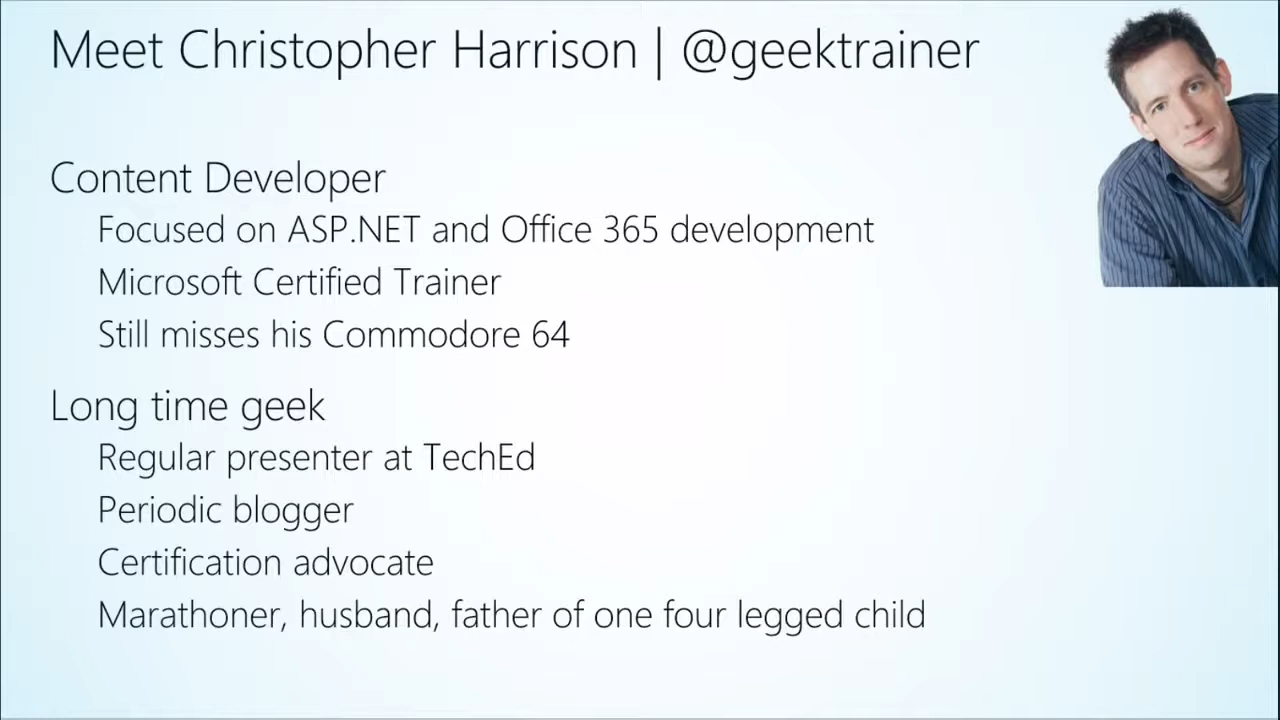 Meet Christopher Harrison | @geektrainer
Content Developer
Focused on ASP.NET and Office 365 development
Microsoft Certified Trainer
Still misses his Commodore 64
Long time geek
Regular presenter at TechEd
Periodic blogger
Certification advocate
Marathoner, husband, father of one four legged child